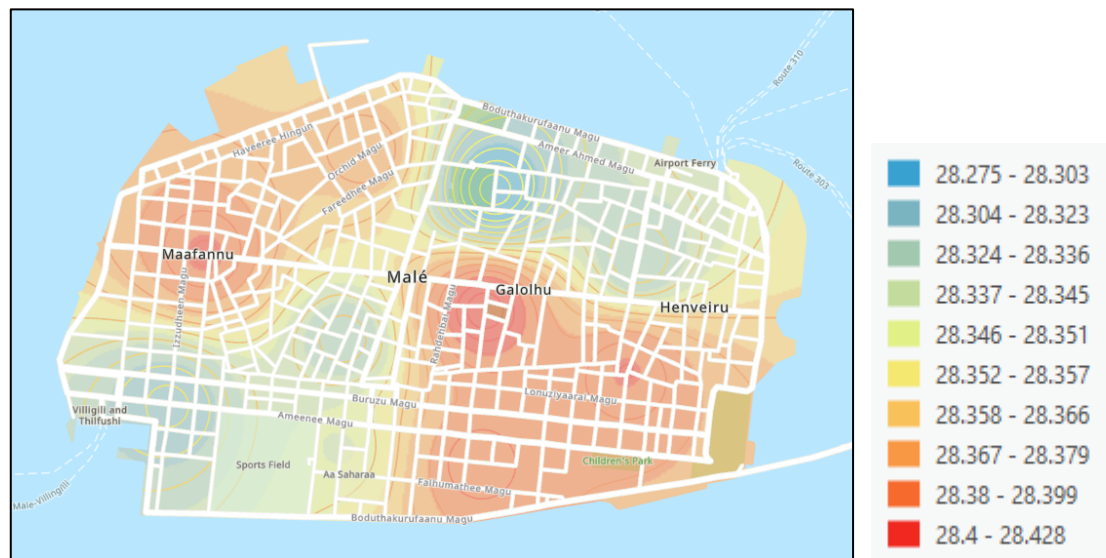 Route 310
Boduthakurufaanu Magu
Haveeree Hingun
Ameer Ahmed Magu
Airport Ferry
Orchid Magu
Route 303
Fareedhee Magu
Maafannu
Malé
Galolhu
Izzudheen Magu
Rahdhebai Magu
Henveiru
Lonuziyaarai Magu
Buruzu Magu
Villigili and
Thilfushi
Ameenee Magu
Sports Field
Aa Saharaa
Children's Park
Falhumathee Magu
Male-Villingili
Boduthakurufaanu Magu
28.275 - 28.303
28.304 - 28.323
28.324 - 28.336
28.337 - 28.345
28.346 - 28.351
28.352 - 28.357
28.358 - 28.366
28.367 - 28.379
28.38 - 28.399
28.4 - 28.428